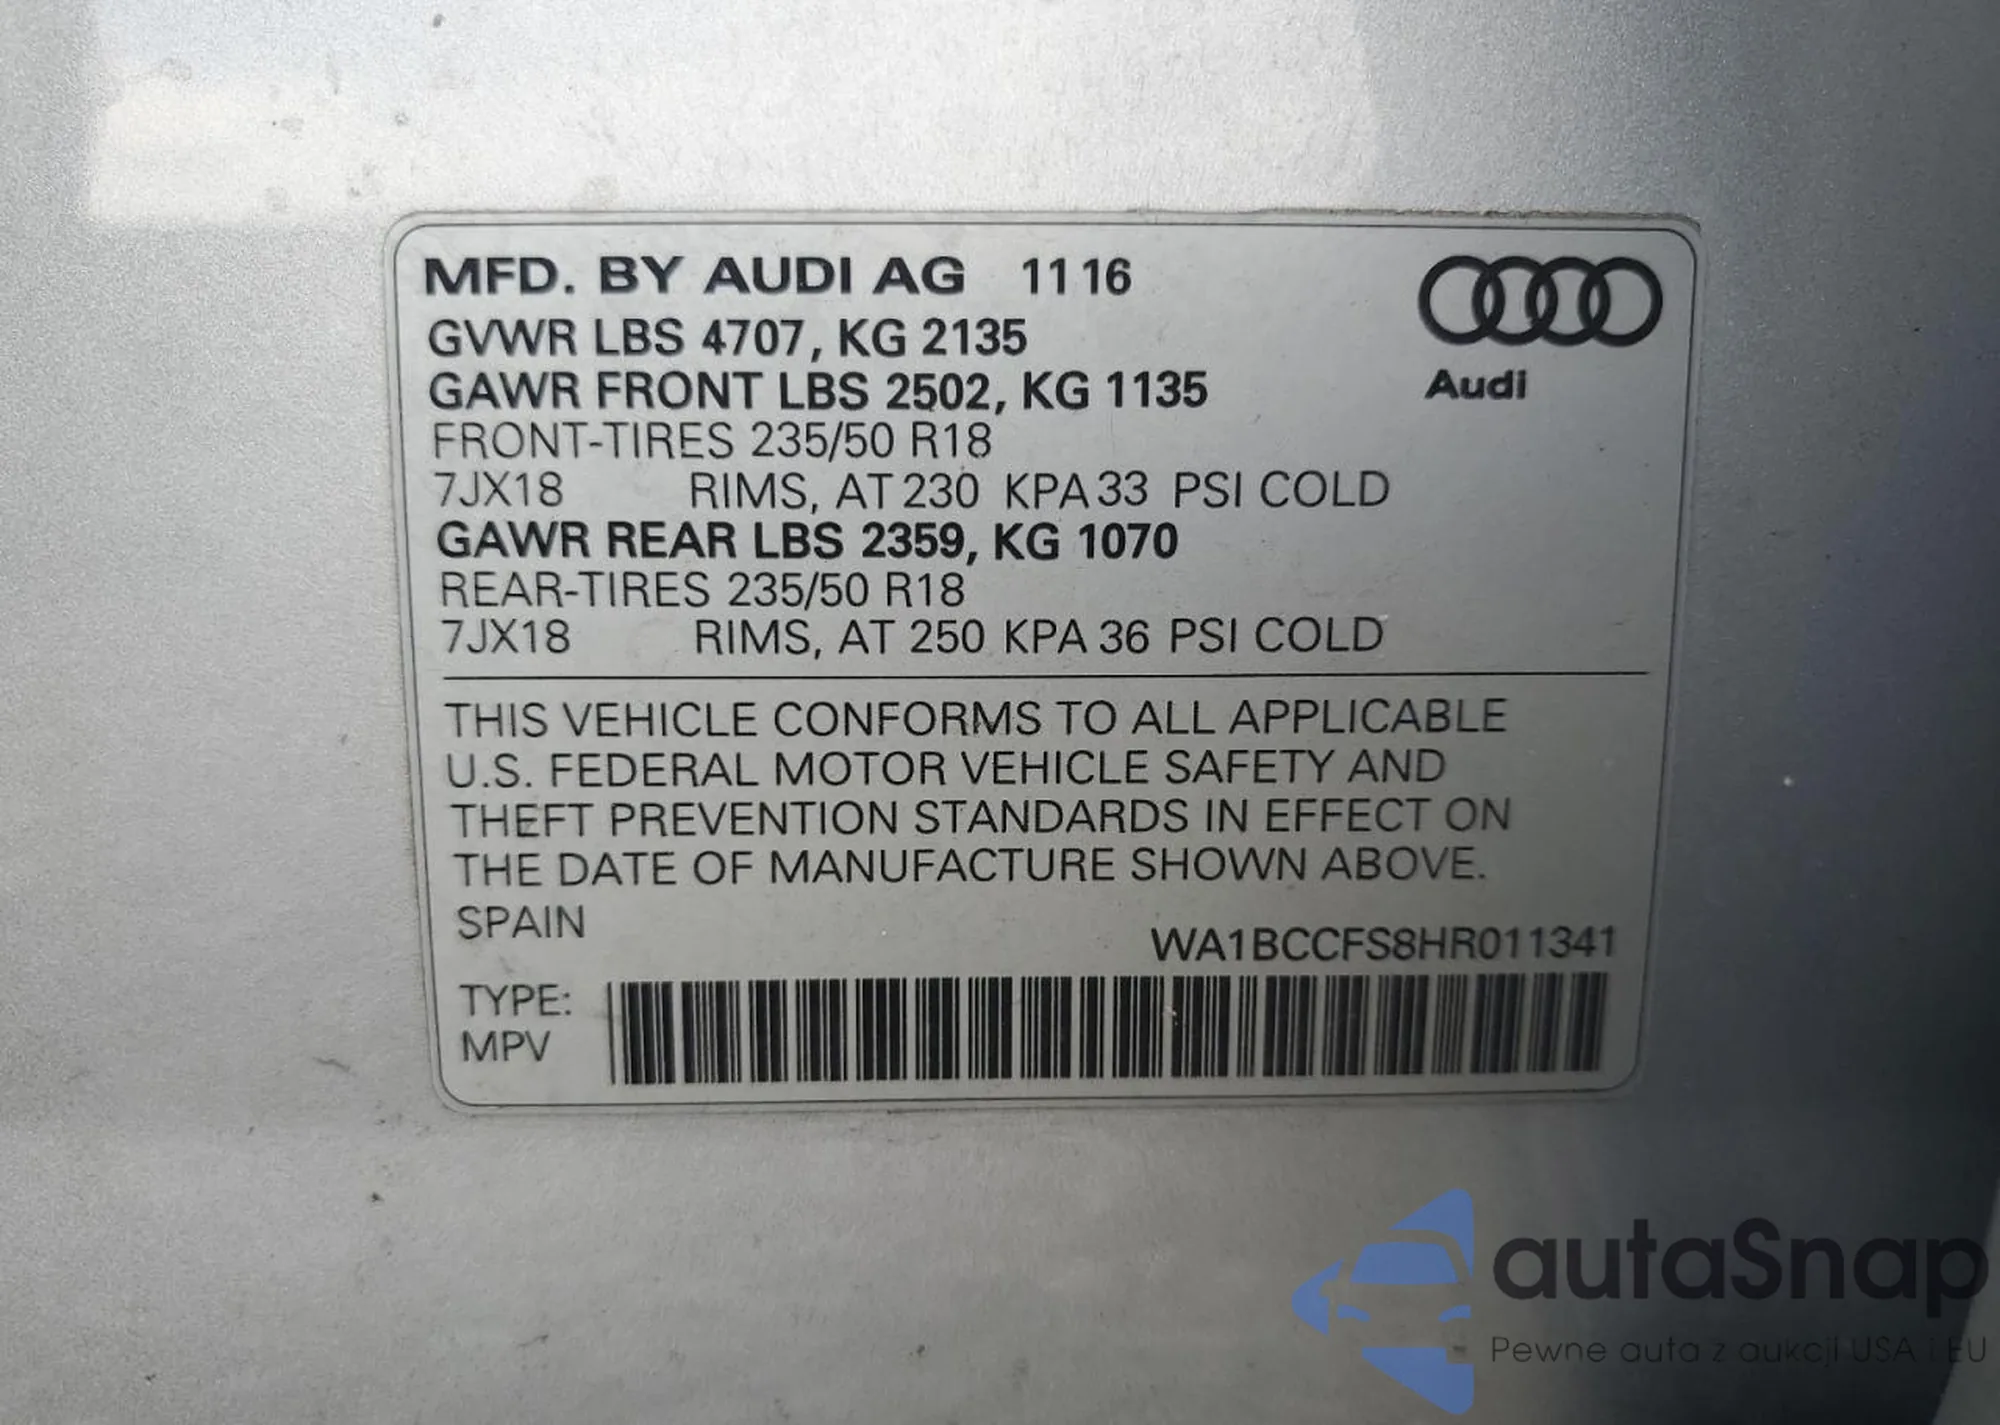 MFD. BY AUDI AG 11 16
GVWR LBS 4707, KG 2135
GAWR FRONT LBS 2502, KG 1135
Audi
FRONT-TIRES 235/50 R18
7JX18 RIMS, AT 230 KPA 33 PSI COLD
GAWR REAR LBS 2359, KG 1070
REAR-TIRES 235/50 R18
7JX18 RIMS, AT 250 KPA 36 PSI COLD
THIS VEHICLE CONFORMS TO ALL APPLICABLE
U.S. FEDERAL MOTOR VEHICLE SAFETY AND
THEFT PREVENTION STANDARDS IN EFFECT ON
THE DATE OF MANUFACTURE SHOWN ABOVE.
SPAIN
WA1BCCFS8HR011341
TYPE:
MPV
autaSnap
Pewne auta z aukcji USA i EU